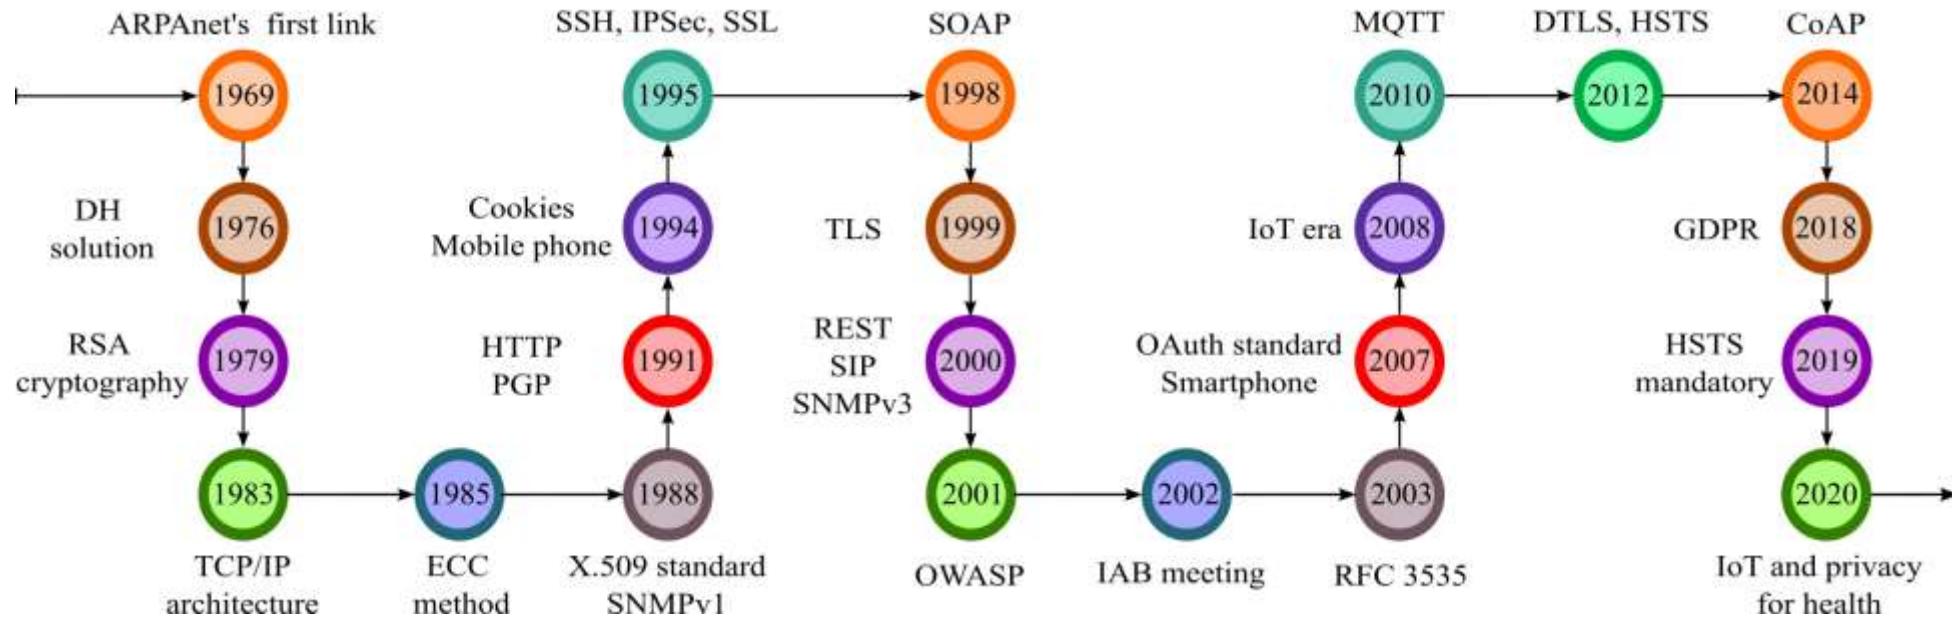 ARPAnet's first link
1969
DH
solution
1976
RSA
cryptography
1979
1983
TCP/IP
architecture
1985
ECC
method
1988
X.509 standard
SNMPv1
HTTP
PGP
1991
Cookies
Mobile phone
1994
SSH, IPSec, SSL
1995
SOAP
1998
TLS
1999
REST
SIP
SNMPv3
2000
2001
OWASP
2002
IAB meeting
2003
RFC 3535
OAuth standard
Smartphone
2007
IoT era
2008
MQTT
2010
DTLS, HSTS
2012
CoAP
2014
GDPR
2018
HSTS
mandatory
2019
2020
IoT and privacy
for health